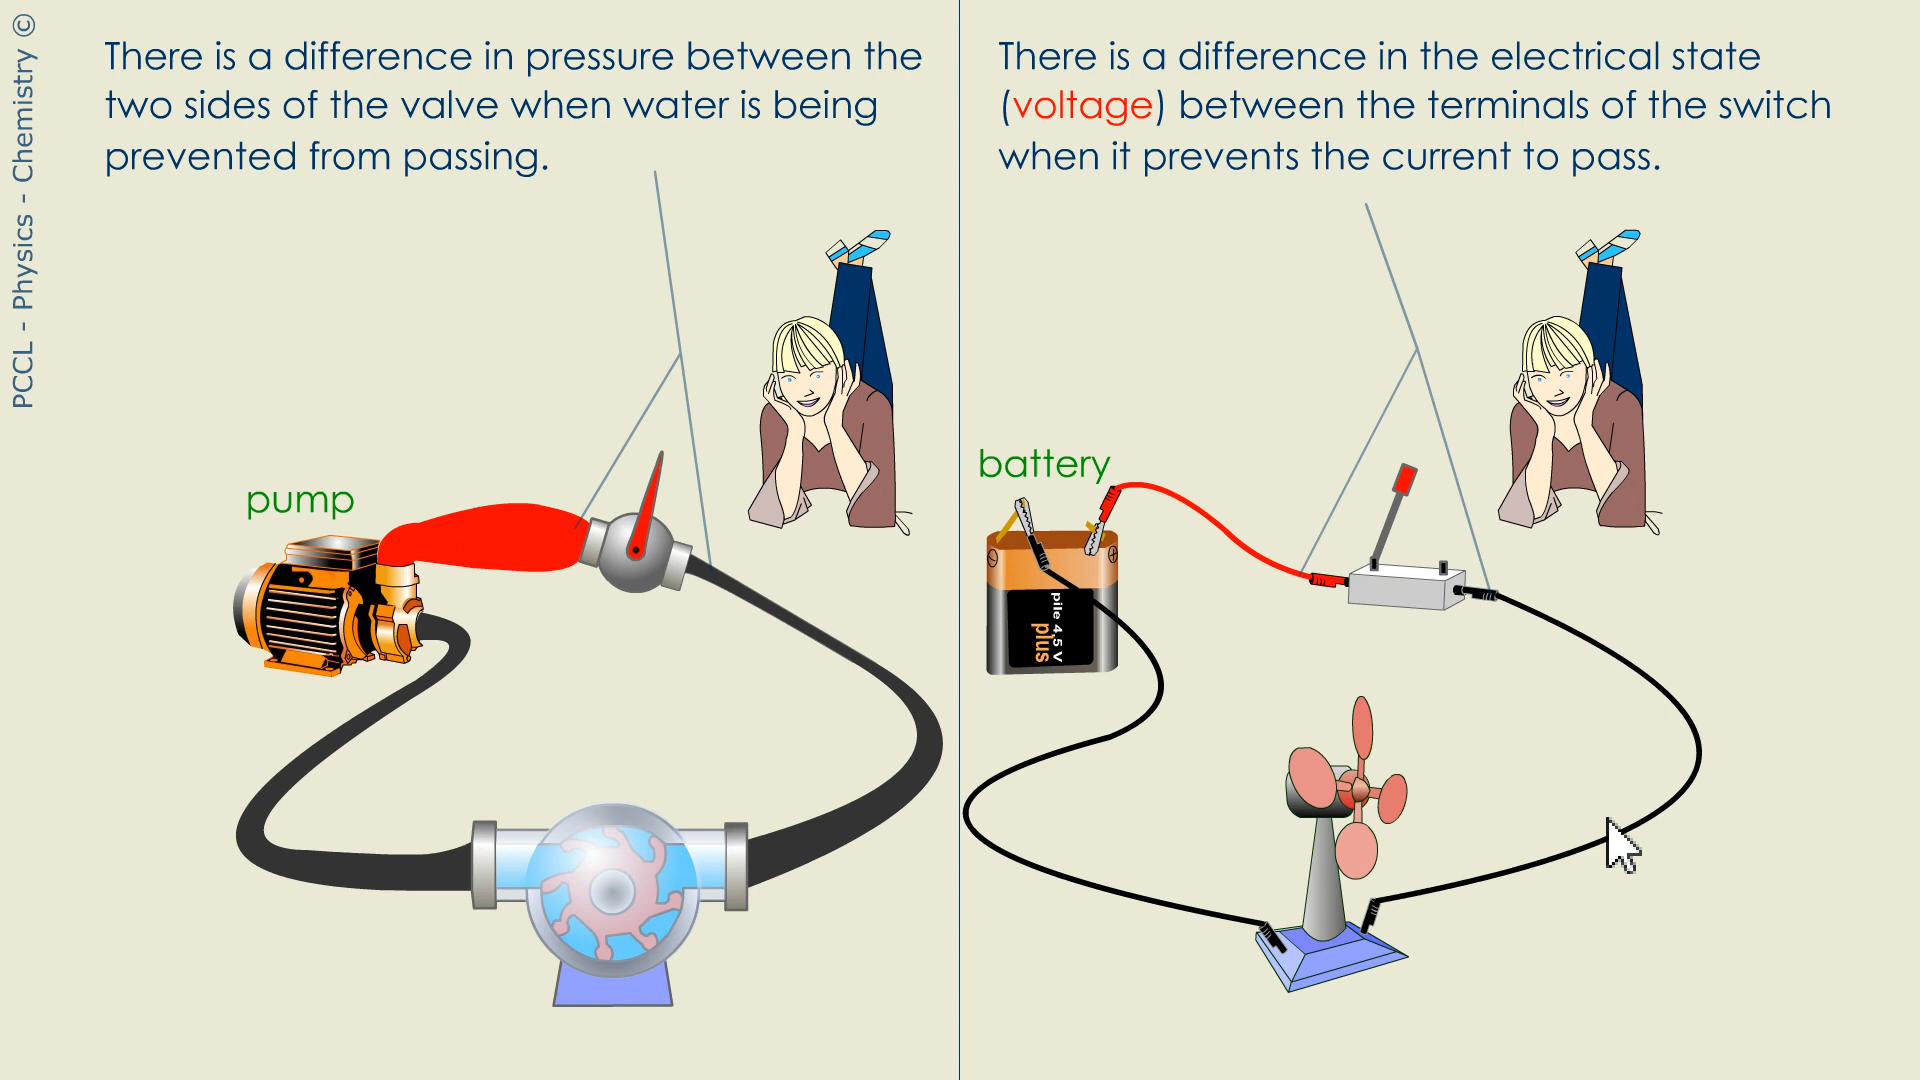 PCCL - Physics - Chemistry ©
There is a difference in pressure between the
two sides of the valve when water is being
prevented from passing.
pump
There is a difference in the electrical state
(voltage) between the terminals of the switch
when it prevents the current to pass.
battery
pile 4,5 V
plus